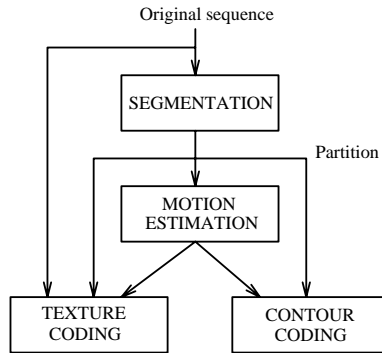 Original sequence
SEGMENTATION
Partition
MOTION
ESTIMATION
TEXTURE
CODING
CONTOUR
CODING